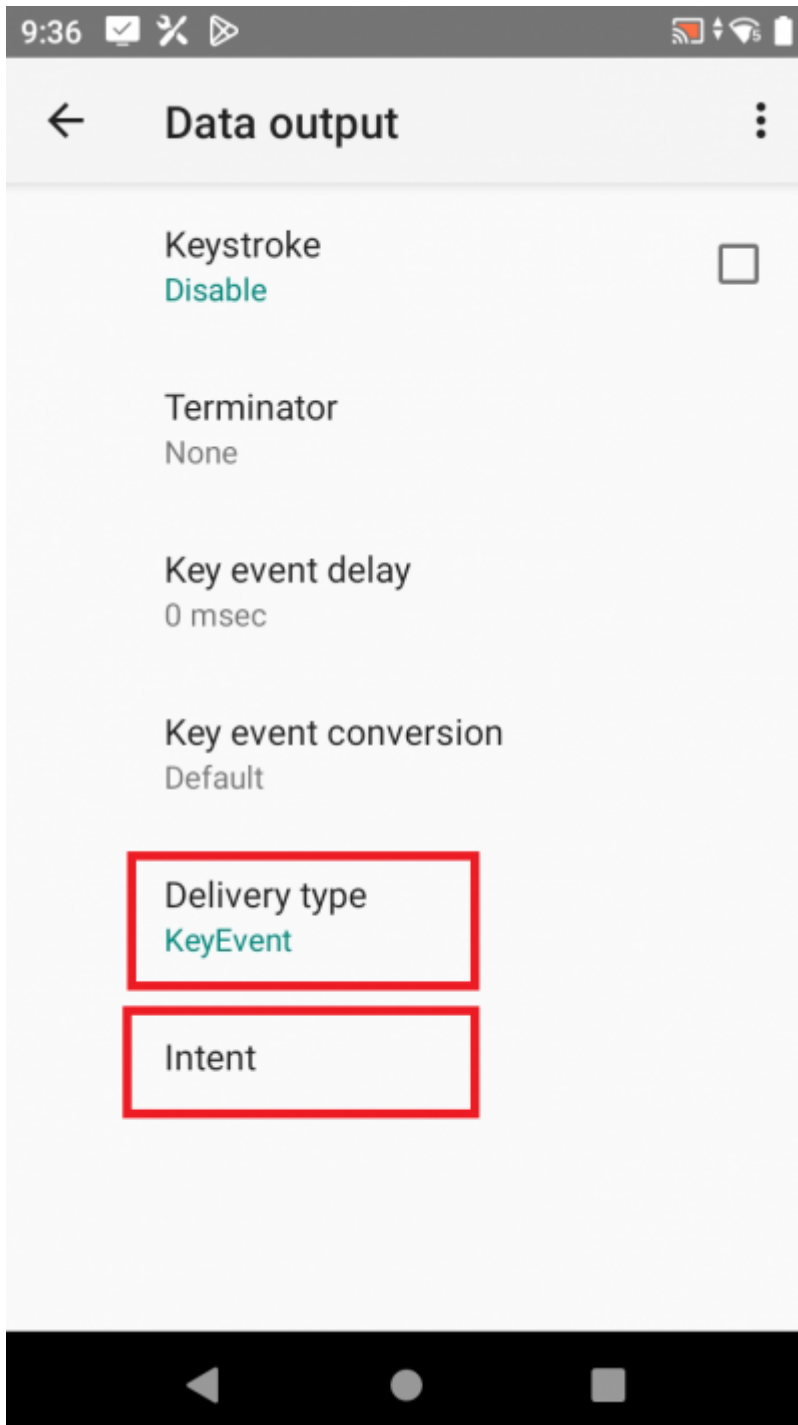 9:36
Data output
Keystroke
Disable
Terminator
None
Key event delay
0 msec
Key event conversion
Default
Delivery type
KeyEvent
Intent